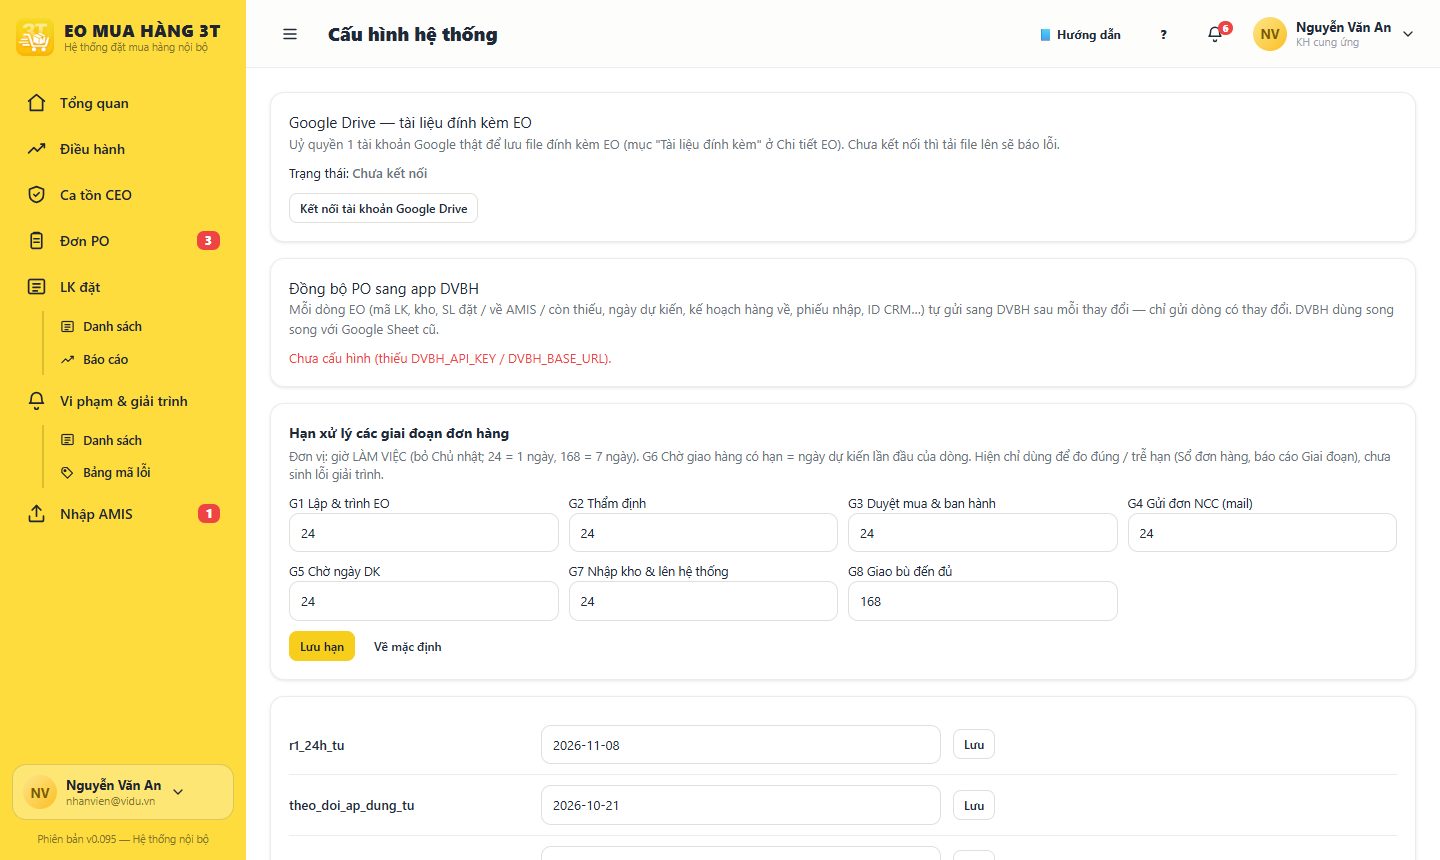 3T
EO MUA HÀNG 3T
Hệ thống đặt mua hàng nội bộ
Tổng quan
Điều hành
Ca tồn CEO
Đơn PO
3
LK đặt
Danh sách
Báo cáo
Vi phạm & giải trình
Danh sách
Bảng mã lỗi
Nhập AMIS
1
NV
Nguyễn Văn An
nhanvien@vidu.vn
Phiên bản v0.095 — Hệ thống nội bộ
Cấu hình hệ thống
Hướng dẫn
?
6
NV
Nguyễn Văn An
KH cung ứng
Google Drive — tài liệu đính kèm EO
Uỷ quyền 1 tài khoản Google thật để lưu file đính kèm EO (mục "Tài liệu đính kèm" ở Chi tiết EO). Chưa kết nối thì tải file lên sẽ báo lỗi.
Trạng thái: Chưa kết nối
Kết nối tài khoản Google Drive
Đồng bộ PO sang app DVBH
Mỗi dòng EO (mã LK, kho, SL đặt / về AMIS / còn thiếu, ngày dự kiến, kế hoạch hàng về, phiếu nhập, ID CRM...) tự gửi sang DVBH sau mỗi thay đổi — chỉ gửi dòng có thay đổi. DVBH dùng song
song với Google Sheet cũ.
Chưa cấu hình (thiếu DVBH_API_KEY / DVBH_BASE_URL).
Hạn xử lý các giai đoạn đơn hàng
Đơn vị: giờ LÀM VIỆC (bỏ Chủ nhật; 24 = 1 ngày, 168 = 7 ngày). G6 Chờ giao hàng có hạn = ngày dự kiến lần đầu của dòng. Hiện chỉ dùng để đo đúng / trễ hạn (Sổ đơn hàng, báo cáo Giai đoạn), chưa
sinh lỗi giải trình.
G1 Lập & trình EO
G2 Thẩm định
G3 Duyệt mua & ban hành
G4 Gửi đơn NCC (mail)
24
24
24
24
G5 Chờ ngày DK
G7 Nhập kho & lên hệ thống
G8 Giao bù đến đủ
24
24
168
Lưu hạn
Về mặc định
r1_24h_tu
2026-11-08
Lưu
theo_doi_ap_dung_tu
2026-10-21
Lưu